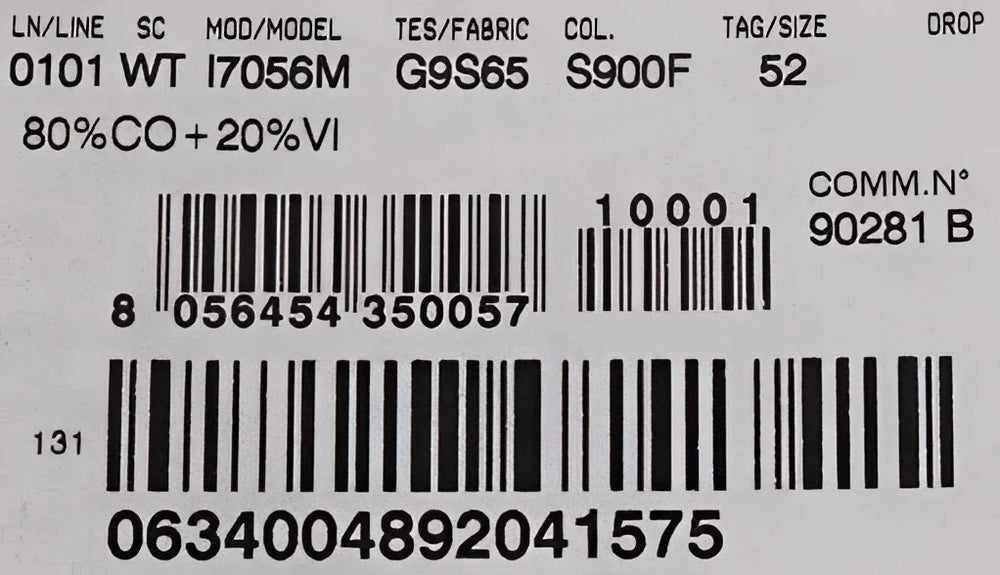 LN/LINE SC MOD/MODEL TES/FABRIC COL. TAG/SIZE DROP
0101 WT I7056M G9S65 S900F 52
80%CO+20%VI
COMM.N°
10001
90281 B
8 056454 350057
131
0634004892041575